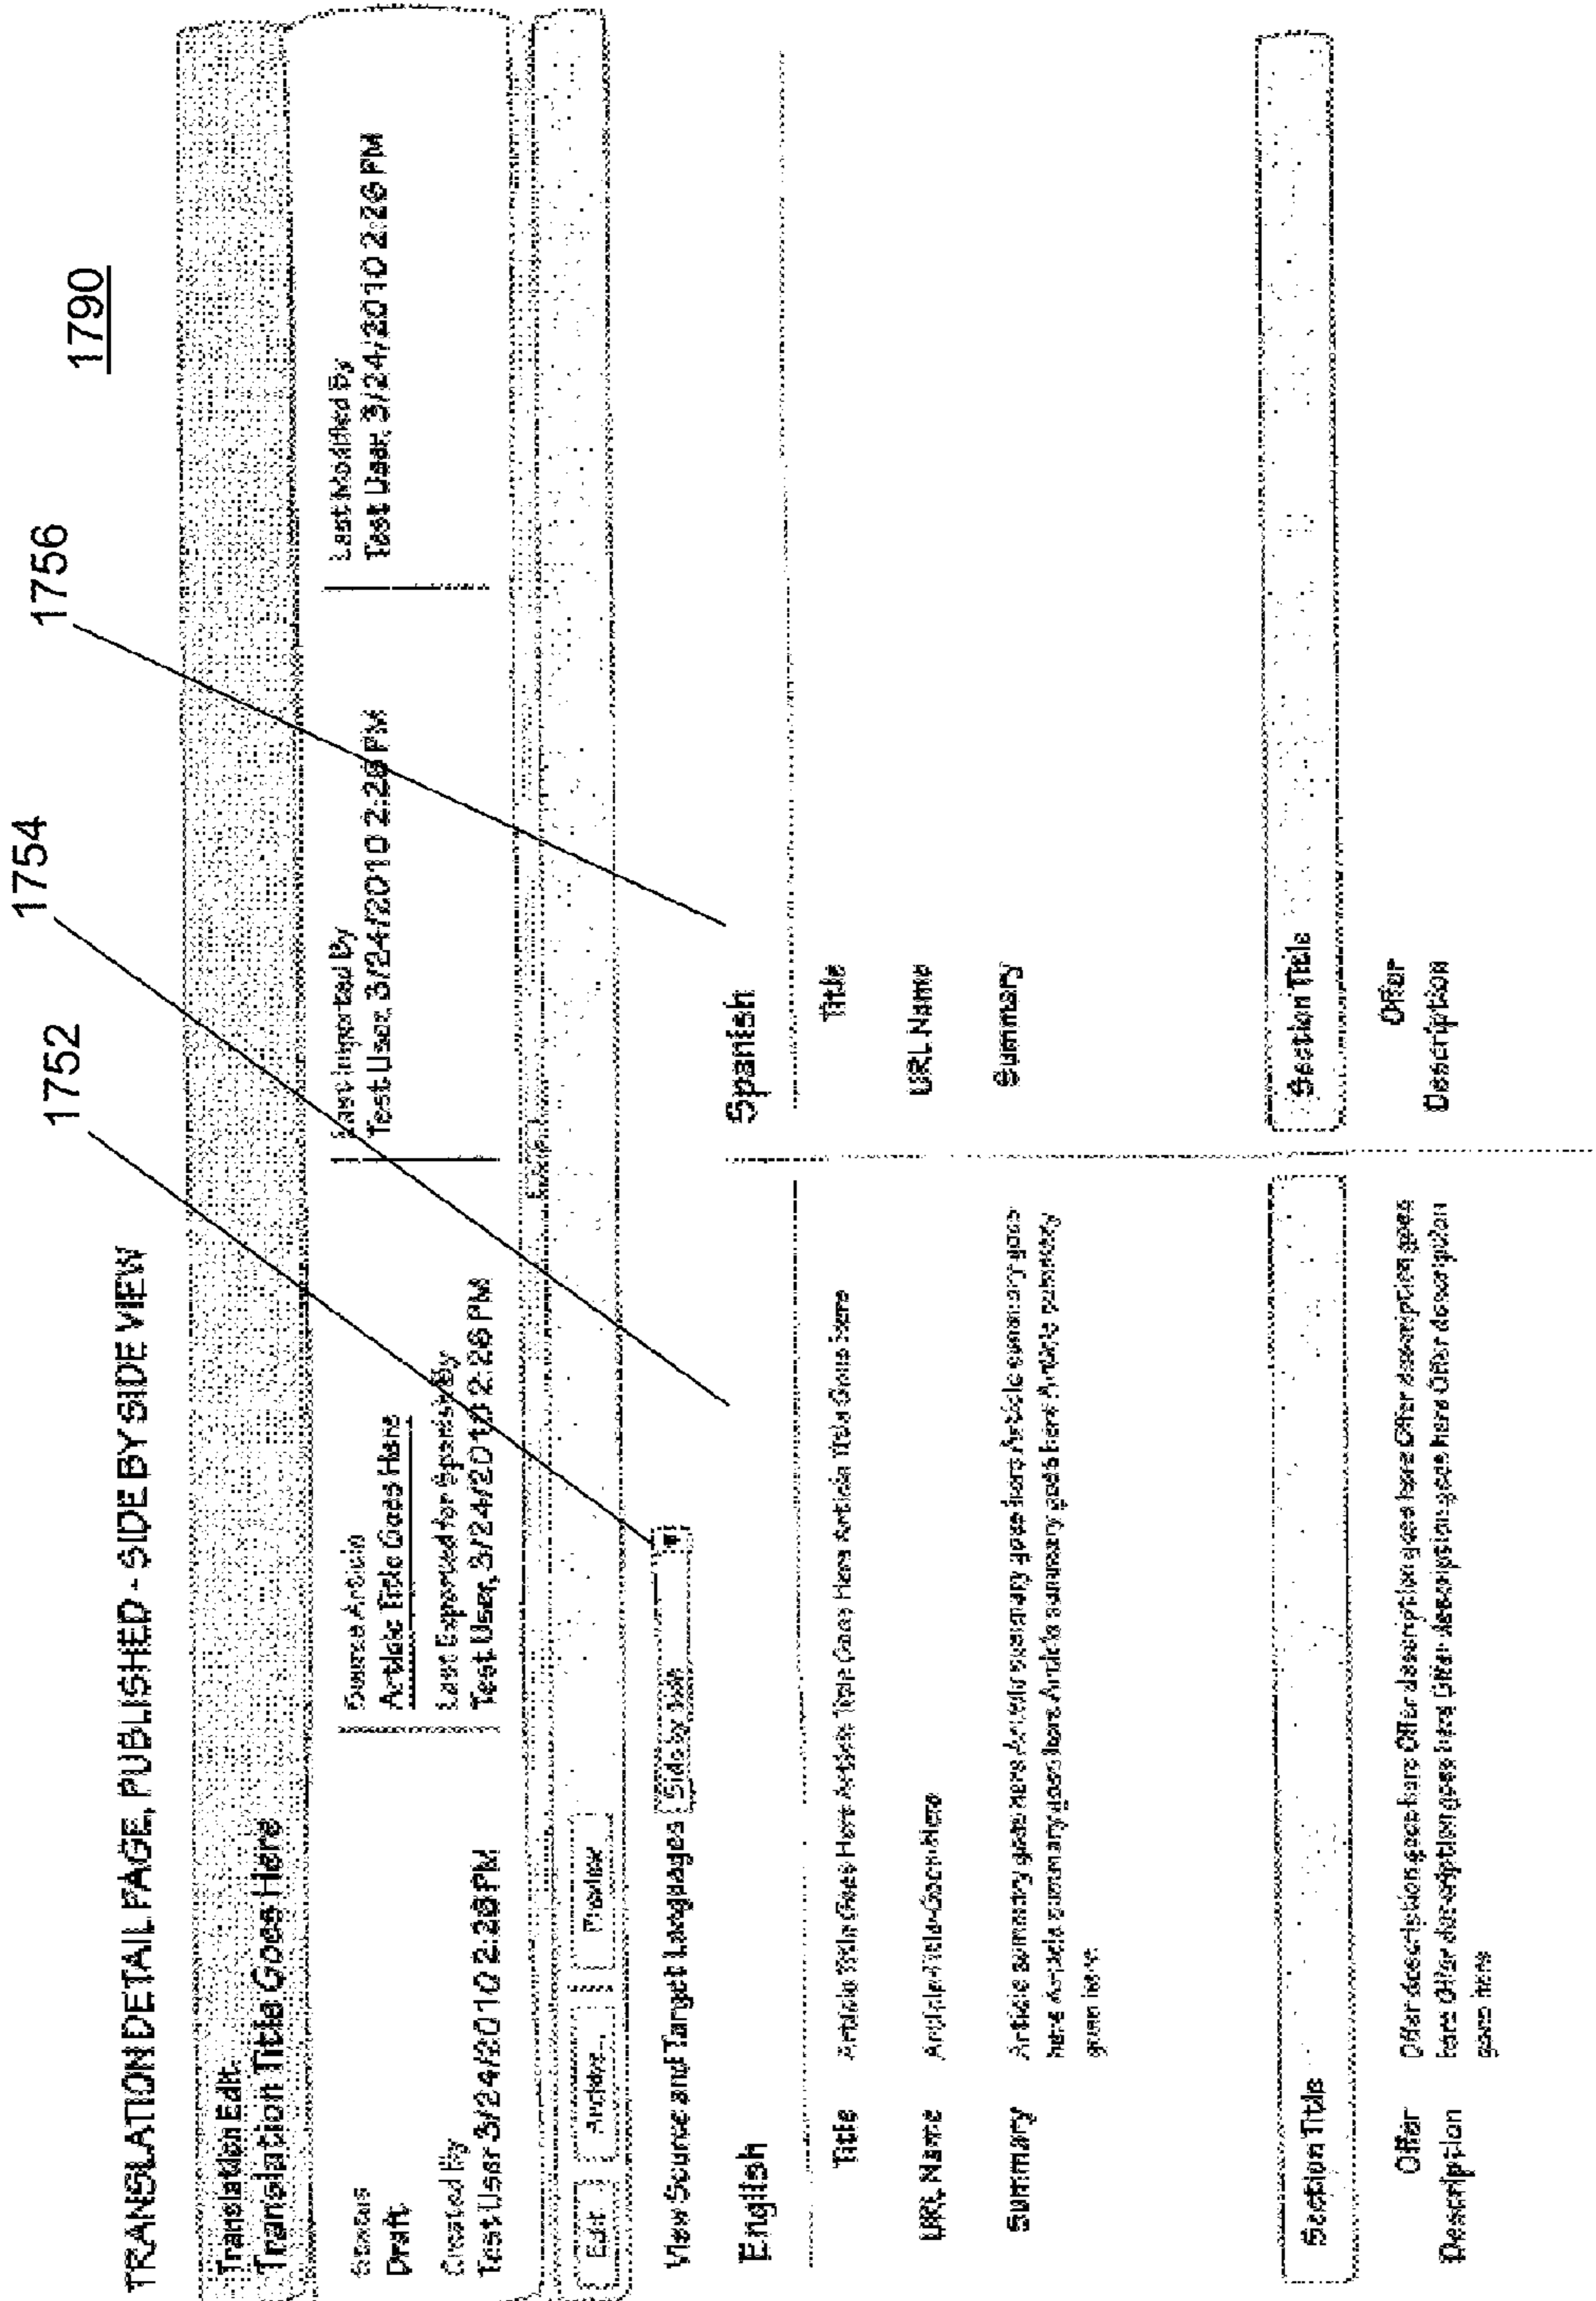 1790
1752
1754
1756
TRANSLATION DETAIL PAGE, PUBLISHED - SIDE BY SIDE VIEW
Translation Edit
Translation Title Goes Here
Status
Draft
Created By
Test User 3/24/2010 2:26 PM
Source Article
Article Title Goes Here
Last Exported for Spanish By
Test User, 3/24/2010 2:26 PM
Last Imported By
Test User, 3/24/2010 2:26 PM
Last Modified By
Test User, 3/24/2010 2:26 PM
Edit
Archive...
Preview
View Source and Target Languages
Side by side
English
Title
Article Title Goes Here Article Title Goes Here Article Title Goes Here
URL Name
Article-Title-Goes-Here
Summary
Article summary goes here Article summary goes here Article summary goes
here Article summary goes here Article summary goes here Article summary
goes here
Section Title
Offer
Description
Offer description goes here Offer description goes here Offer description goes
here Offer description goes here Offer description goes here Offer description
goes here
Spanish
Title
URL Name
Summary
Section Title
Offer
Description